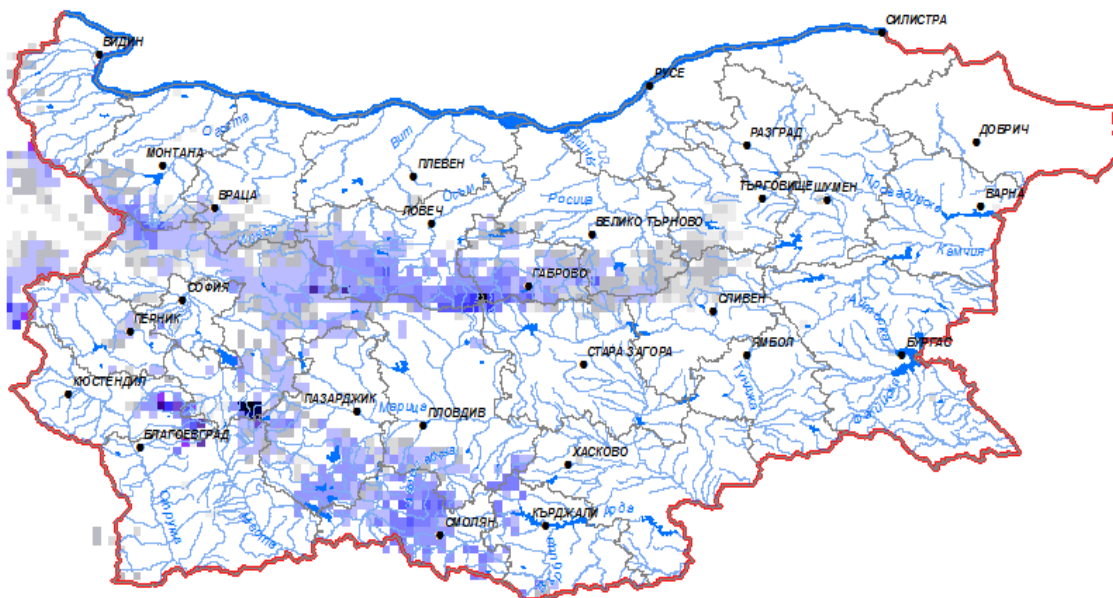 СИЛИСТРА
ВИДИН
РУСЕ
Огоста
РАЗГРАД
ДОБРИЧ
Вит
МОНТАНА
ПЛЕВЕН
ТЪРГОВИЩЕ
ШУМЕН
ВРАЦА
Осъм
Росица
ВАРНА
ЛОВЕЧ
ВЕЛИКО ТЪРНОВО
Камчия
ГАБРОВО
СОФИЯ
СЛИВЕН
ПЕРНИК
СТАРА ЗАГОРА
ЯМБОЛ
БУРГАС
КЮСТЕНДИЛ
ПАЗАРДЖИК
Марица
ПЛОВДИВ
БЛАГОЕВГРАД
ХАСКОВО
Струма
КЪРДЖАЛИ
СМОЛЯН